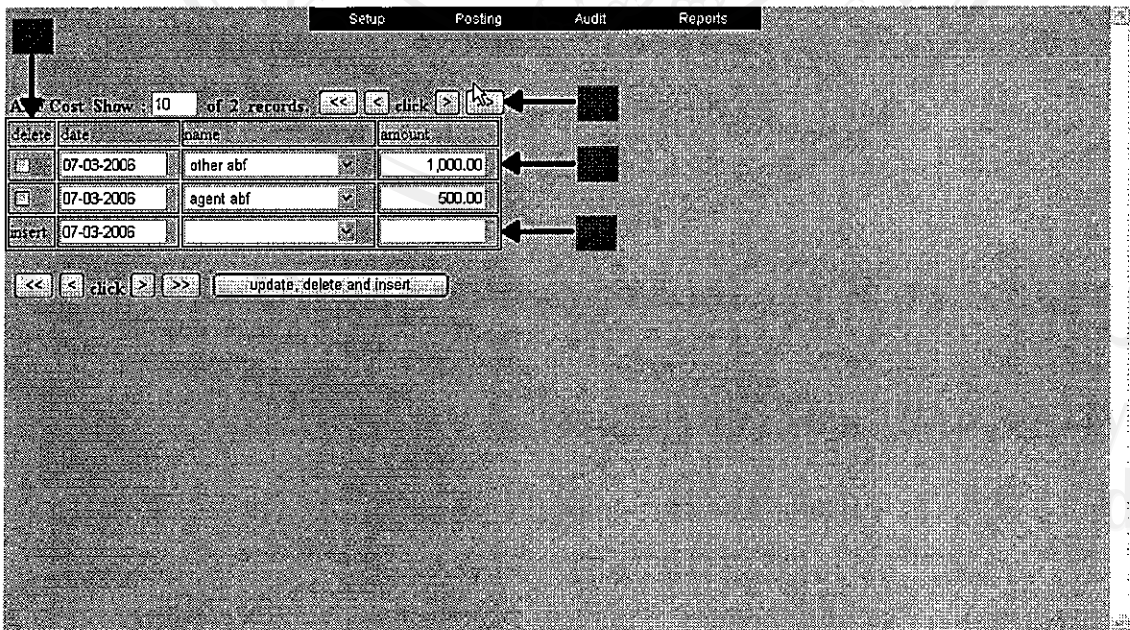 Setup Posting Audit Reports
Cost Show : 10 of 2 records. << < click > >>
delete date name amount
07-03-2006 other abf 1,000.00
07-03-2006 agent abf 500.00
insert 07-03-2006
<< < click > >> update, delete and insert